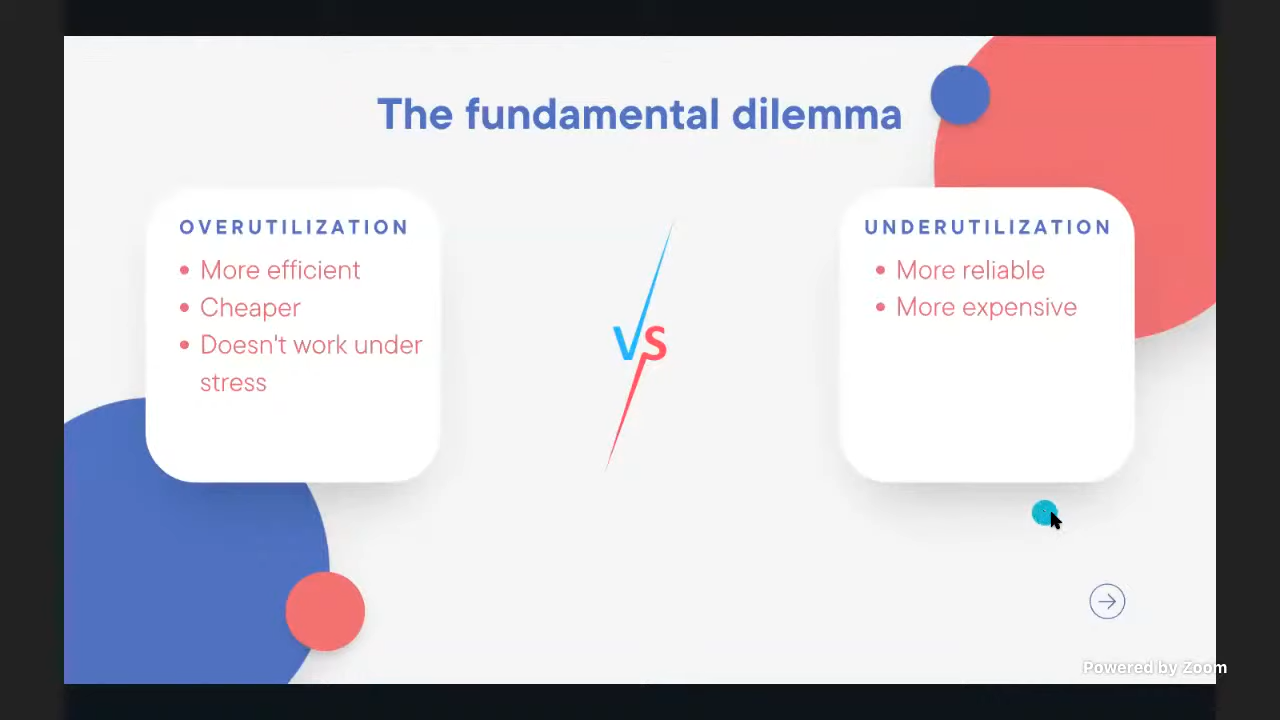 The fundamental dilemma
OVERUTILIZATION
• More efficient
• Cheaper
• Doesn't work under
stress
VS
UNDERUTILIZATION
• More reliable
• More expensive
Powered by Zoom